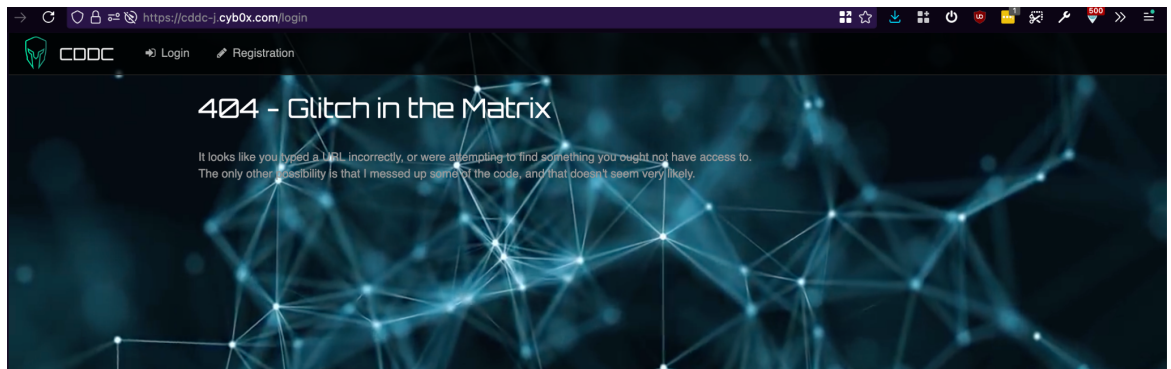 https://cddc-j.cyb0x.com/login
1
500
CDDC
Login
Registration
404 - Glitch in the Matrix
It looks like you typed a URL incorrectly, or were attempting to find something you ought not have access to.
The only other possibility is that I messed up some of the code, and that doesn't seem very likely.